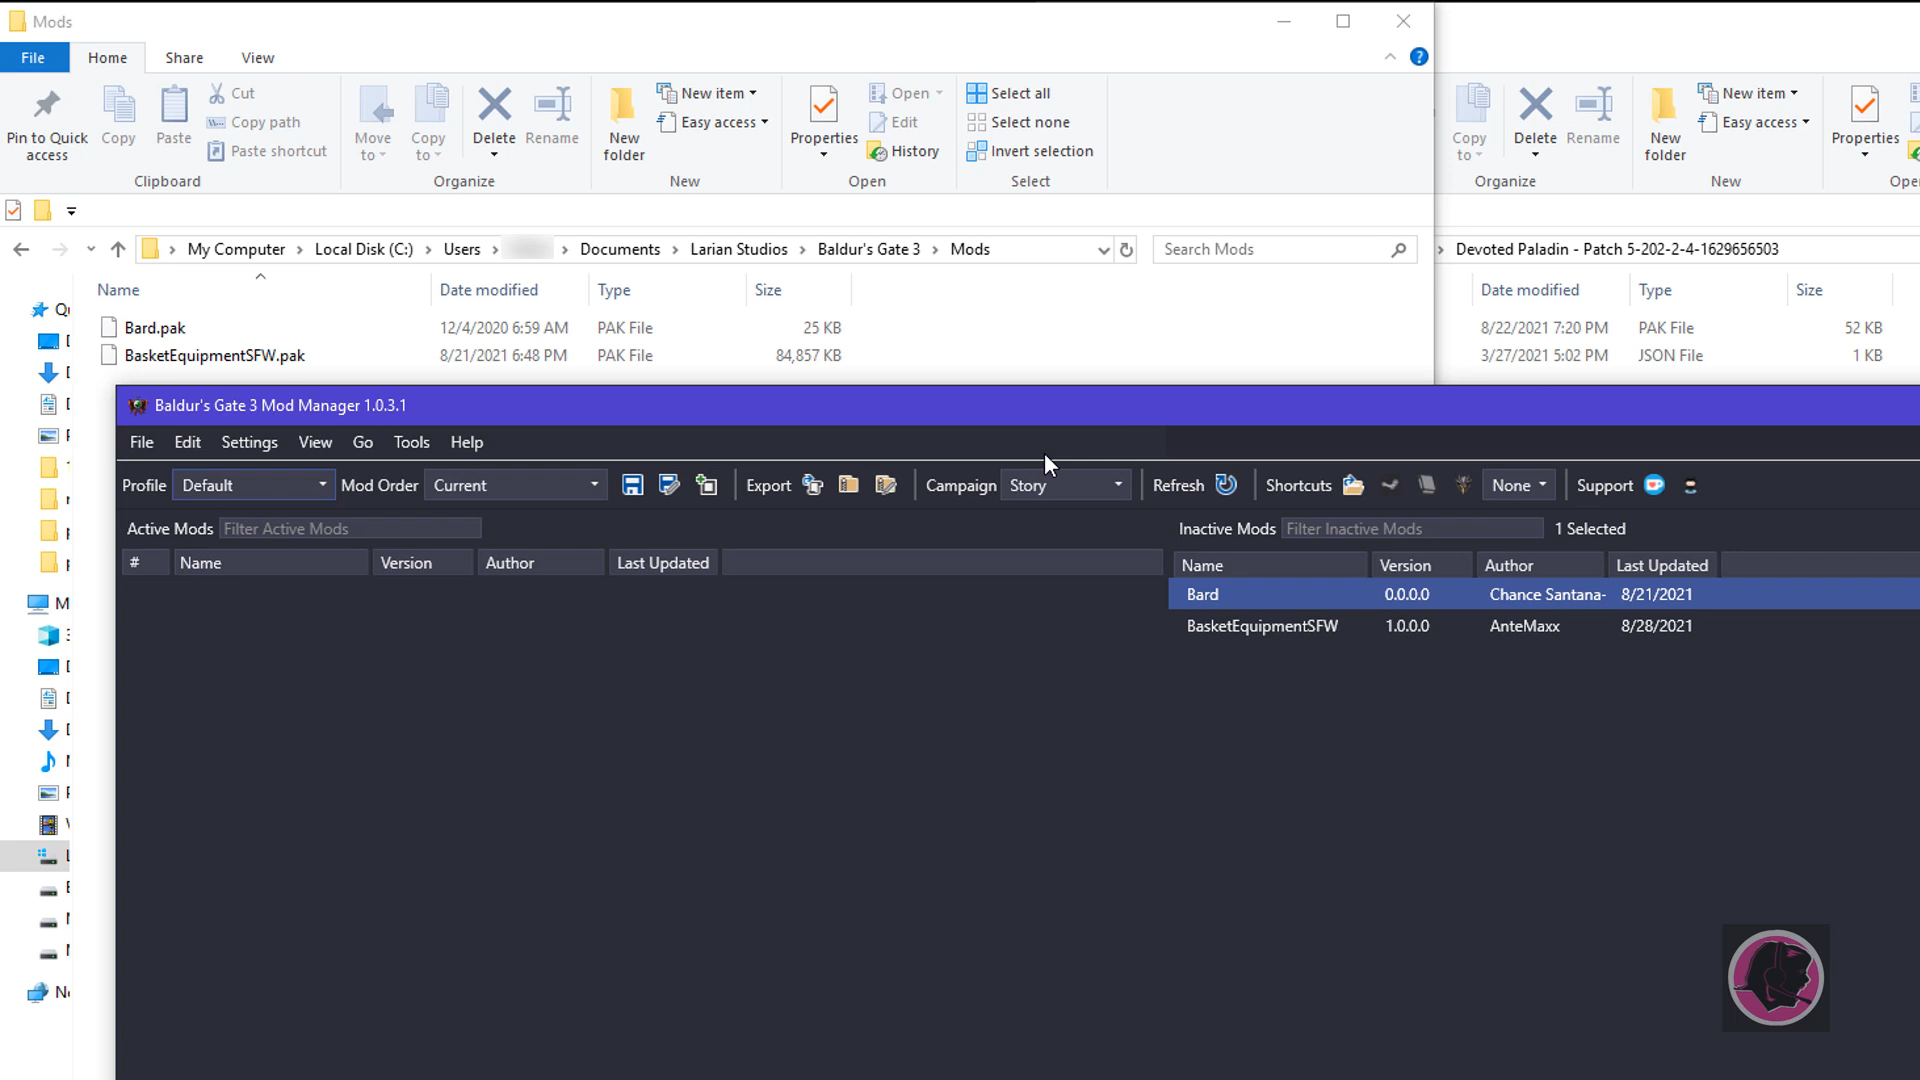 Mods
File Home Share View
Pin to Quick access
Copy
Paste
Cut
Copy path
Paste shortcut
Clipboard
Move to
Copy to
Delete
Rename
Organize
New folder
New item
Easy access
New
Properties
Open
Edit
History
Open
Select all
Select none
Invert selection
Select
Copy to
Delete
Rename
Organize
New folder
New item
Easy access
New
Properties
My Computer Local Disk (C:) Users Documents Larian Studios Baldur's Gate 3 Mods
Search Mods
Devoted Paladin - Patch 5-202-2-4-1629656503
Name Date modified Type Size
Bard.pak 12/4/2020 6:59 AM PAK File 25 KB
BasketEquipmentSFW.pak 8/21/2021 6:48 PM PAK File 84,857 KB
Date modified Type Size
8/22/2021 7:20 PM PAK File 52 KB
3/27/2021 5:02 PM JSON File 1 KB
Baldur's Gate 3 Mod Manager 1.0.3.1
File Edit Settings View Go Tools Help
Profile Default Mod Order Current Export Campaign Story Refresh Shortcuts None Support
Active Mods Filter Active Mods
# Name Version Author Last Updated
Inactive Mods Filter Inactive Mods 1 Selected
Name Version Author Last Updated
Bard 0.0.0.0 Chance Santana- 8/21/2021
BasketEquipmentSFW 1.0.0.0 AnteMaxx 8/28/2021